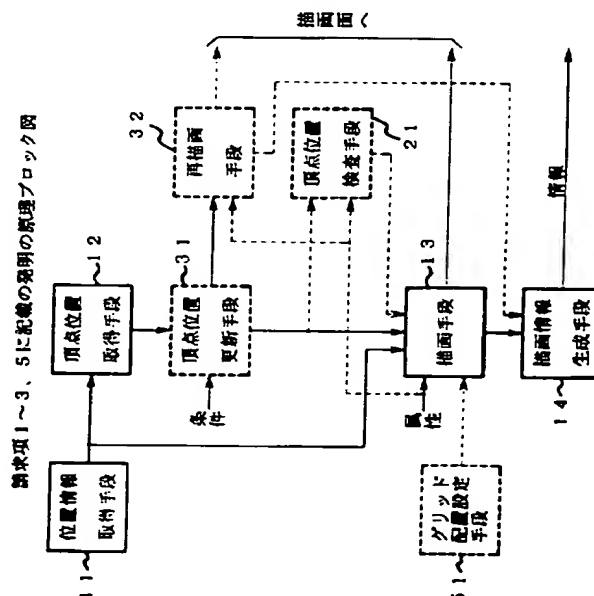 請求項1~3、5に記載の発明の原理ブロック図
位置情報
取得手段
11
頂点位置
取得手段
12
頂点位置
更新手段
31
条件
再描画
手段
32
頂点位置
検査手段
21
描画面へ
描画手段
13
属性
グリッド
配置設定
手段
51
描画情報
生成手段
14
情報